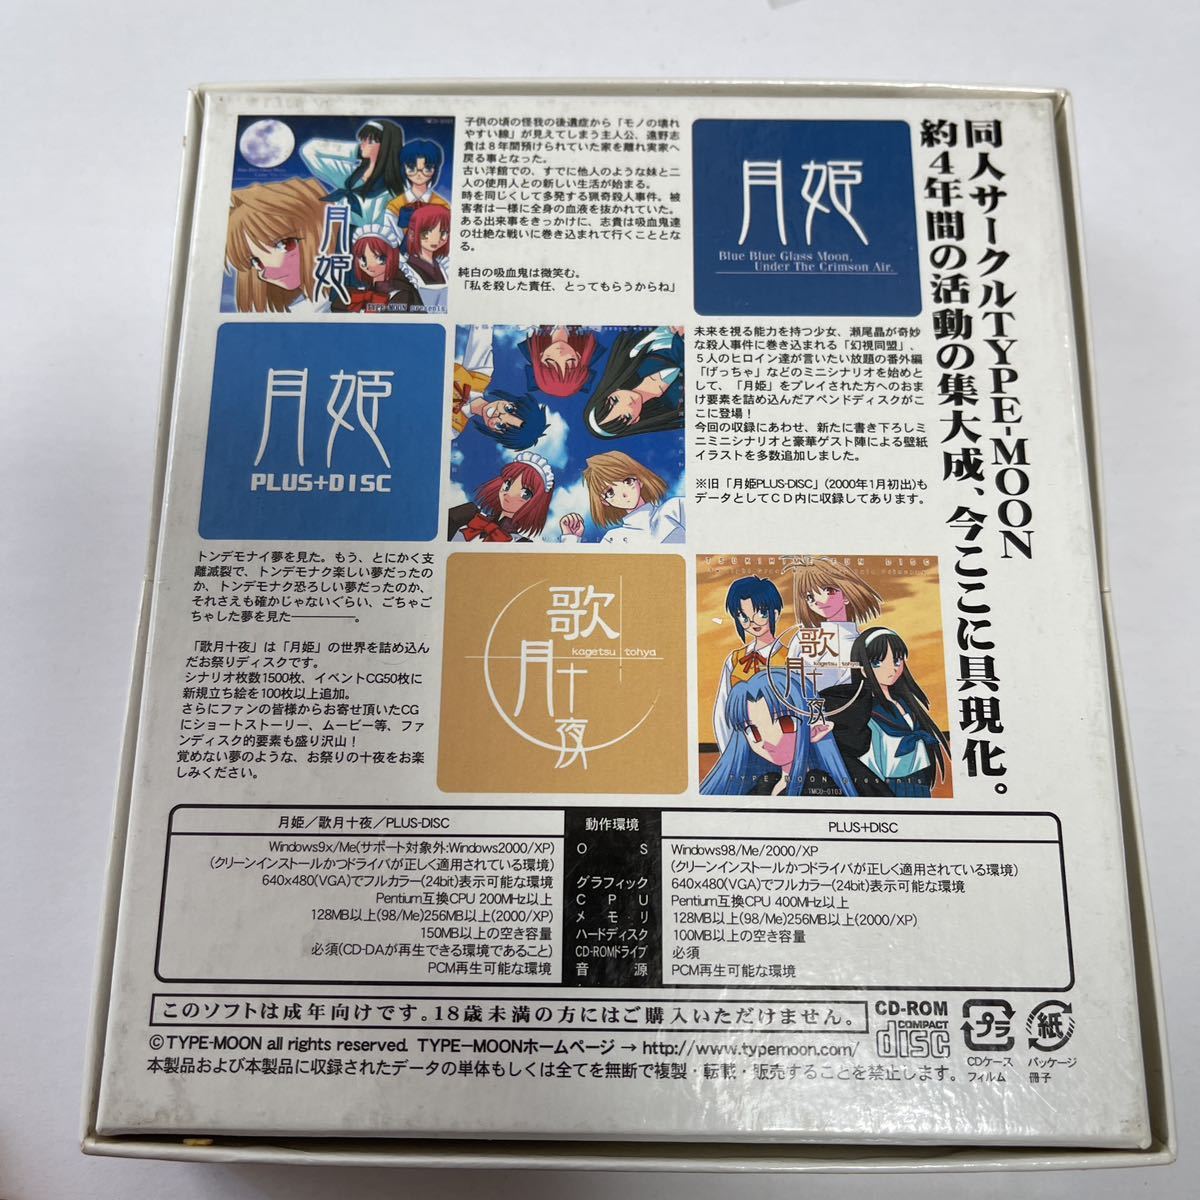 同人サークルTYPE-MOON
約4年間の活動の集大成、今ここに具現化。
月姫
TYPE-MOON presents
子供の頃の怪我の後遺症から「モノの壊れ
やすい線」が見えてしまう主人公、遠野志
貴は8年間預けられていた家を離れ実家へ
戻る事となった。
古い洋館での、すでに他人のような妹と二
人の使用人との新しい生活が始まる。
時を同じくして多発する猟奇殺人事件。被
害者は一様に全身の血液を抜かれていた。
ある出来事をきっかけに、志貴は吸血鬼達
の壮絶な戦いに巻き込まれて行くこととな
る。
純白の吸血鬼は微笑む。
「私を殺した責任、とってもらうからね」
月姫
Blue Blue Glass Moon,
Under The Crimson Air.
月姫
PLUS+DISC
未来を視る能力を持つ少女、瀬尾晶が奇妙
な殺人事件に巻き込まれる「幻視同盟」、
5人のヒロイン達が言いたい放題の番外編
「げっちゃ」などのミニシナリオを始めと
して、「月姫」をプレイされた方へのおま
け要素を詰め込んだアペンドディスクがこ
こに登場!
今回の収録にあわせ、新たに書き下ろしミ
ニミニシナリオと豪華ゲスト陣による壁紙
イラストを多数追加しました。
※旧「月姫PLUS-DISC」(2000年1月初出)も
データとしてCD内に収録してあります。
トンデモナイ夢を見た。もう、とにかく支
離滅裂で、トンデモナク楽しい夢だったの
か、トンデモナク恐ろしい夢だったのか、
それさえも確かじゃないぐらい、ごちゃご
ちゃした夢を見た――――。
「歌月十夜」は「月姫」の世界を詰め込ん
だお祭りディスクです。
シナリオ枚数1500枚、イベントCG50枚に
新規立ち絵を100枚以上追加。
さらにファンの皆様からお寄せ頂いたCG
にショートストーリー、ムービー等、ファ
ンディスク的要素も盛り沢山!
覚めない夢のような、お祭りの十夜をお楽
しみください。
歌月十夜
kagetsu tohya
TSUKIHIME FUN DISC
歌月十夜
kagetsu tohya
TYPE-MOON presents
TMCD-0103
月姫/歌月十夜/PLUS-DISC 動作環境 PLUS+DISC
Windows9x/Me(サポート対象外:Windows2000/XP) OS Windows98/Me/2000/XP
(クリーンインストールかつドライバが正しく適用されている環境) (クリーンインストールかつドライバが正しく適用されている環境)
640x480(VGA)でフルカラー(24bit)表示可能な環境 グラフィック 640x480(VGA)でフルカラー(24bit)表示可能な環境
Pentium互換CPU 200MHz以上 CPU Pentium互換CPU 400MHz以上
128MB以上(98/Me)256MB以上(2000/XP) メモリ 128MB以上(98/Me)256MB以上(2000/XP)
150MB以上の空き容量 ハードディスク 100MB以上の空き容量
必須(CD-DAが再生できる環境であること) CD-ROMドライブ 必須
PCM再生可能な環境 音源 PCM再生可能な環境
このソフトは成年向けです。18歳未満の方にはご購入いただけません。
CD-ROM
COMPACT
disc
プラ
CDケース
フィルム
紙
パッケージ
冊子
©TYPE-MOON all rights reserved. TYPE-MOONホームページ → http://www.typemoon.com/
本製品および本製品に収録されたデータの単体もしくは全てを無断で複製・転載・販売することを禁止します。